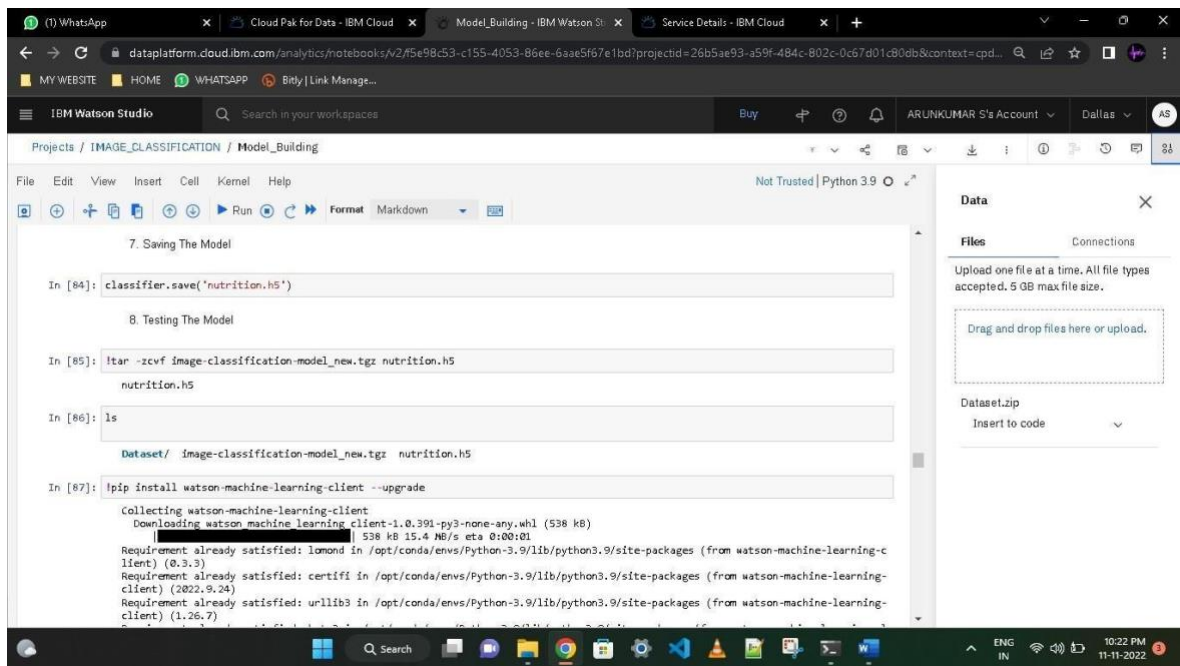 (1) WhatsApp
Cloud Pak for Data - IBM Cloud
Model_Building - IBM Watson St
Service Details - IBM Cloud
dataplatform.cloud.ibm.com/analytics/notebooks/v2/f5e98c53-c155-4053-86ee-6aae5f67e1bd?projectid=26b5ae93-a59f-484c-802c-0c67d01c80db&context=cpd...
MY WEBSITE HOME WHATSAPP Bitly | Link Manage...
IBM Watson Studio Search in your workspaces Buy ARUNKUMAR S's Account Dallas AS
Projects / IMAGE_CLASSIFICATION / Model_Building
File Edit View Insert Cell Kernel Help Not Trusted | Python 3.9
Run Format Markdown
7. Saving The Model
In [84]: classifier.save('nutrition.h5')
8. Testing The Model
In [85]: !tar -zcvf image-classification-model_new.tgz nutrition.h5
nutrition.h5
In [86]: ls
Dataset/ image-classification-model_new.tgz nutrition.h5
In [87]: !pip install watson-machine-learning-client --upgrade
Collecting watson-machine-learning-client
Downloading watson_machine_learning_client-1.0.391-py3-none-any.whl (538 kB)
| 538 kB 15.4 MB/s eta 0:00:01
Requirement already satisfied: lomond in /opt/conda/envs/Python-3.9/lib/python3.9/site-packages (from watson-machine-learning-c
lient) (0.3.3)
Requirement already satisfied: certifi in /opt/conda/envs/Python-3.9/lib/python3.9/site-packages (from watson-machine-learning-
client) (2022.9.24)
Requirement already satisfied: urllib3 in /opt/conda/envs/Python-3.9/lib/python3.9/site-packages (from watson-machine-learning-
client) (1.26.7)
Data
Files Connections
Upload one file at a time. All file types
accepted. 5 GB max file size.
Drag and drop files here or upload.
Dataset.zip
Insert to code
Search
ENG
IN
10:22 PM
11-11-2022
3